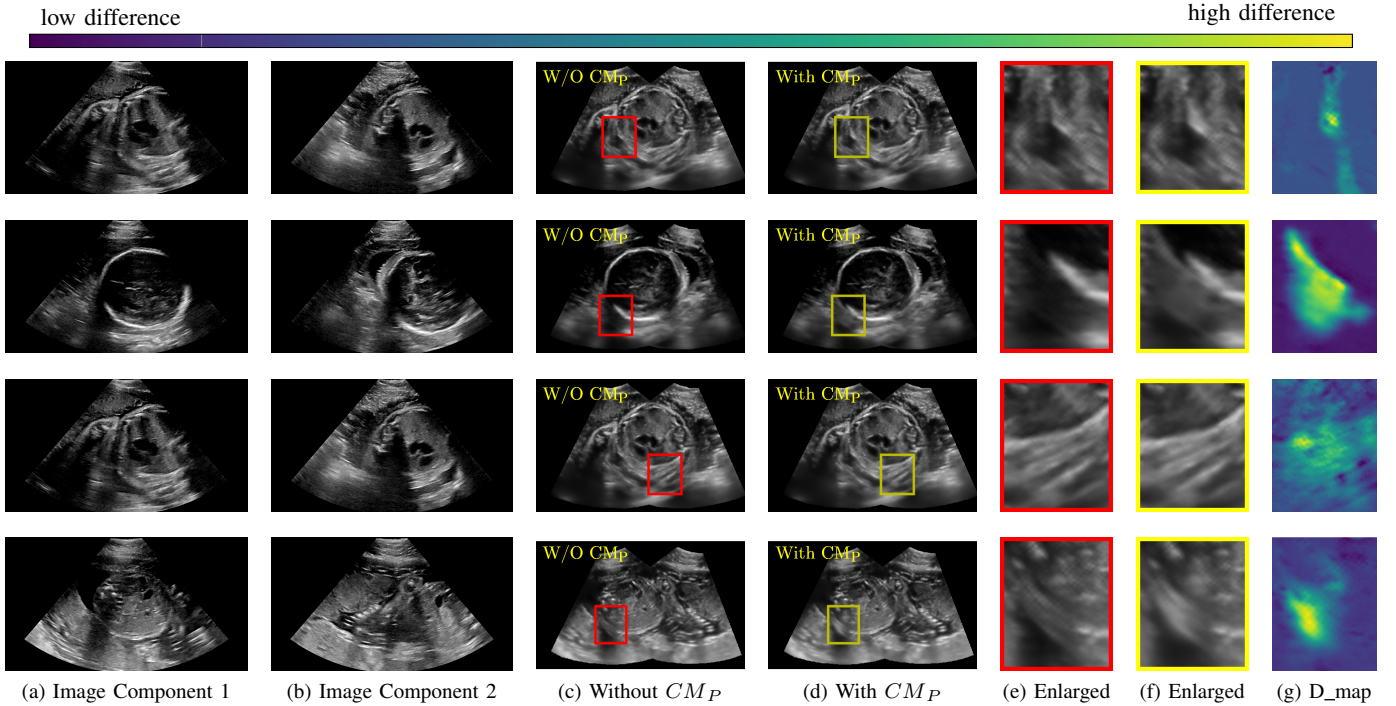 low difference
high difference
W/O CMP
With CMP
W/O CMP
With CMP
W/O CMP
With CMP
W/O CMP
With CMP
(a) Image Component 1
(b) Image Component 2
(c) Without CMP
(d) With CMP
(e) Enlarged
(f) Enlarged
(g) D_map